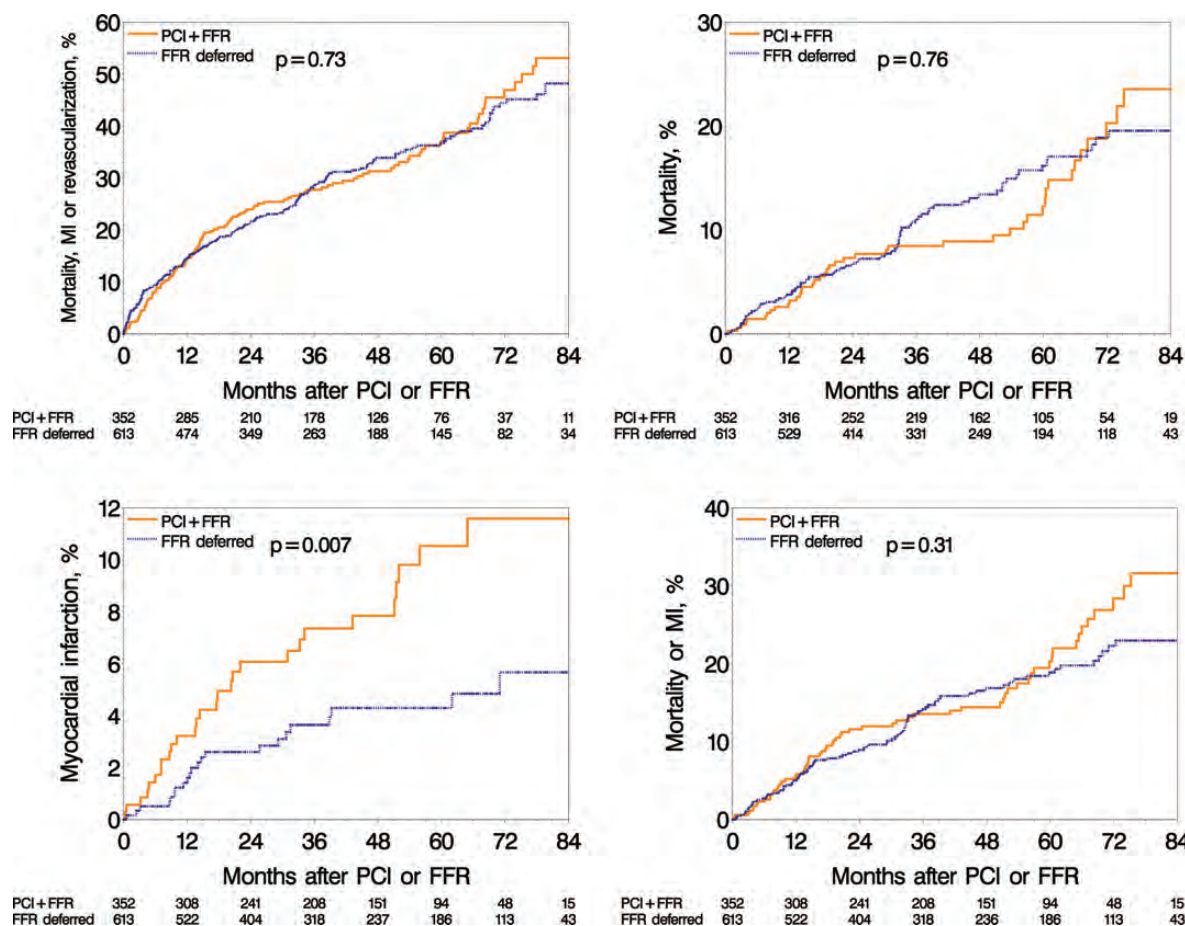 60
50
40
30
20
10
0
Mortality, MI or revascularization, %
PCI+FFR
FFR deferred
p=0.73
0 12 24 36 48 60 72 84
Months after PCI or FFR
PCI+FFR 352 285 210 178 126 76 37 11
FFR deferred 613 474 349 263 188 145 82 34
30
20
10
0
Mortality, %
PCI+FFR
FFR deferred
p=0.76
0 12 24 36 48 60 72 84
Months after PCI or FFR
PCI+FFR 352 316 252 219 162 105 54 19
FFR deferred 613 529 414 331 249 194 118 43
12
10
8
6
4
2
0
Myocardial infarction, %
PCI+FFR
FFR deferred
p=0.007
0 12 24 36 48 60 72 84
Months after PCI or FFR
PCI+FFR 352 308 241 208 151 94 48 15
FFR deferred 613 522 404 318 237 186 113 43
40
30
20
10
0
Mortality or MI, %
PCI+FFR
FFR deferred
p=0.31
0 12 24 36 48 60 72 84
Months after PCI or FFR
PCI+FFR 352 308 241 208 151 94 48 15
FFR deferred 613 522 404 318 236 186 113 43